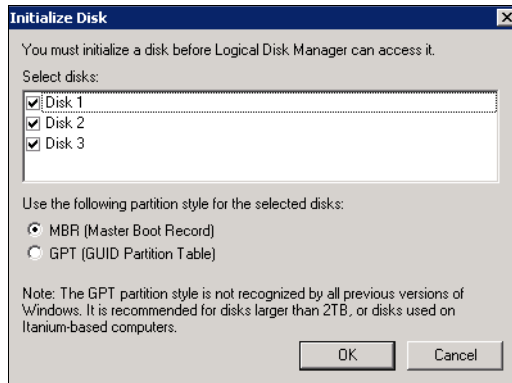 Initialize Disk
You must initialize a disk before Logical Disk Manager can access it.
Select disks:
Disk 1
Disk 2
Disk 3
Use the following partition style for the selected disks:
MBR (Master Boot Record)
GPT (GUID Partition Table)
Note: The GPT partition style is not recognized by all previous versions of
Windows. It is recommended for disks larger than 2TB, or disks used on
Itanium-based computers.
OK Cancel